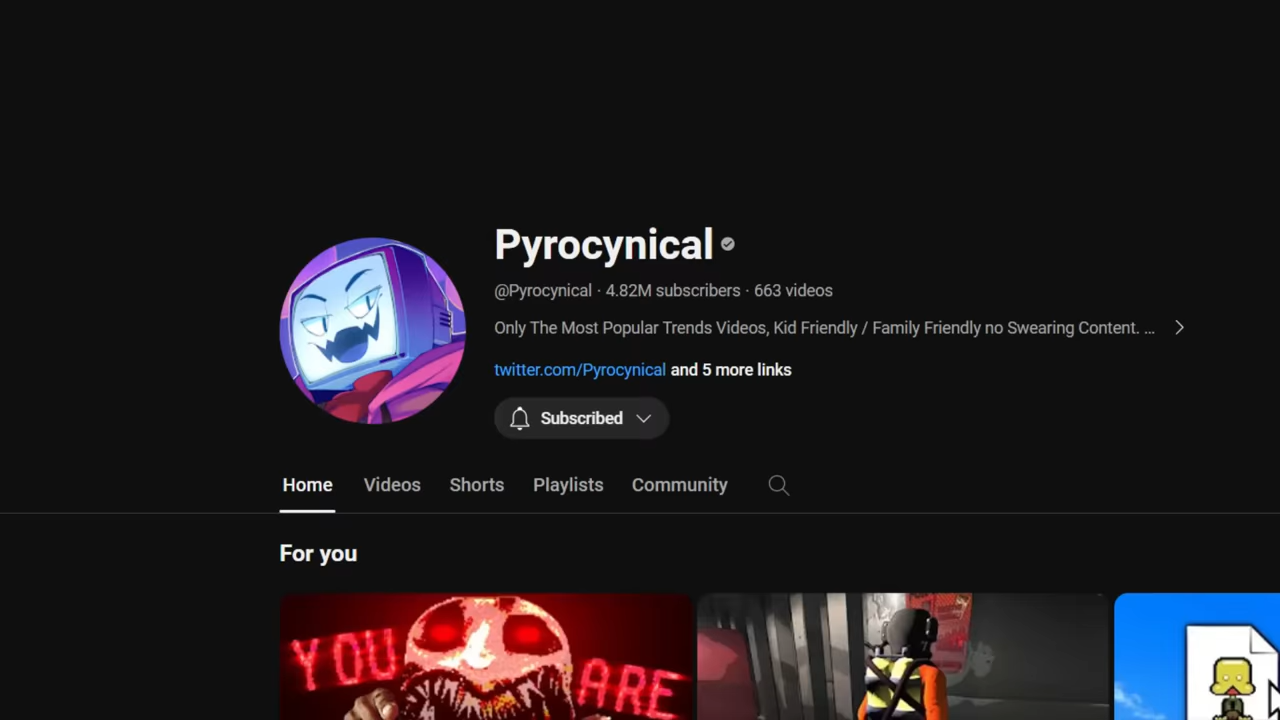 Pyrocynical
@Pyrocynical · 4.82M subscribers · 663 videos
Only The Most Popular Trends Videos, Kid Friendly / Family Friendly no Swearing Content. ...
twitter.com/Pyrocynical and 5 more links
Subscribed
Home Videos Shorts Playlists Community
For you
YOU ARE